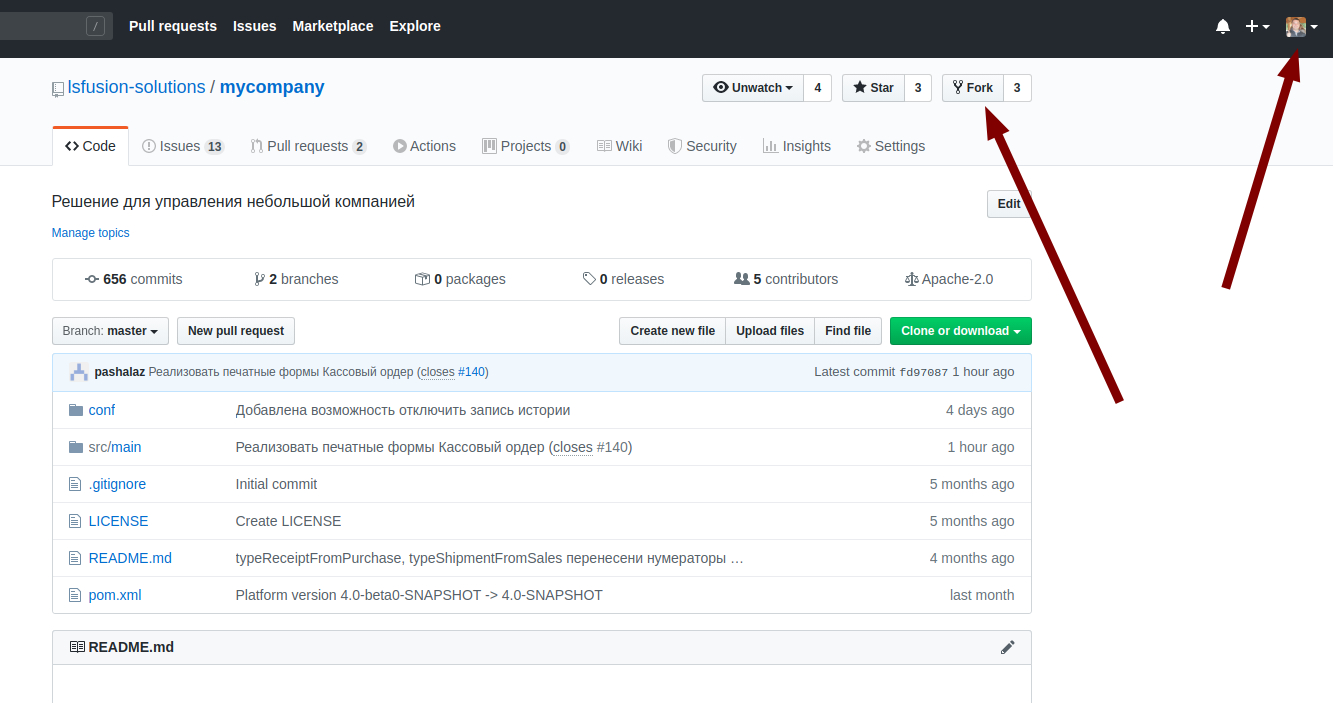 / Pull requests Issues Marketplace Explore
lsfusion-solutions / mycompany Unwatch 4 Star 3 Fork 3
Code Issues 13 Pull requests 2 Actions Projects 0 Wiki Security Insights Settings
Решение для управления небольшой компанией Edit
Manage topics
656 commits 2 branches 0 packages 0 releases 5 contributors Apache-2.0
Branch: master New pull request Create new file Upload files Find file Clone or download
pashalaz Реализовать печатные формы Кассовый ордер (closes #140) Latest commit fd97087 1 hour ago
conf Добавлена возможность отключить запись истории 4 days ago
src/main Реализовать печатные формы Кассовый ордер (closes #140) 1 hour ago
.gitignore Initial commit 5 months ago
LICENSE Create LICENSE 5 months ago
README.md typeReceiptFromPurchase, typeShipmentFromSales перенесени нумераторы … 4 months ago
pom.xml Platform version 4.0-beta0-SNAPSHOT -> 4.0-SNAPSHOT last month
README.md